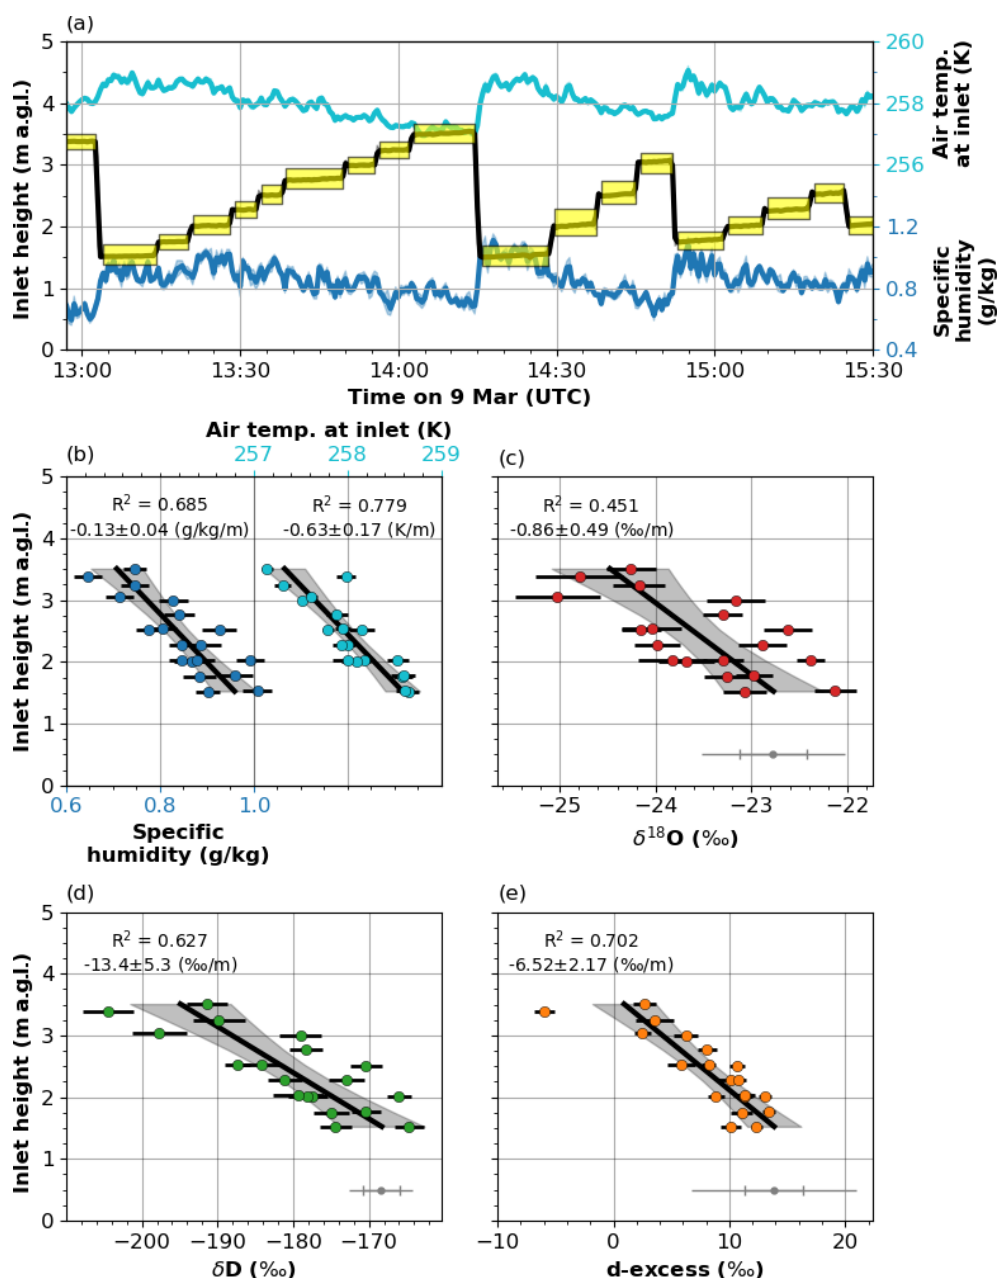 (a)
5
4
3
2
1
0
Inlet height (m a.g.l.)
260
258
256
Air temp.
at inlet (K)
1.2
0.8
0.4
Specific
humidity
(g/kg)
13:00 13:30 14:00 14:30 15:00 15:30
Time on 9 Mar (UTC)
Air temp. at inlet (K)
(b)
257 258 259
5
4
3
2
1
0
Inlet height (m a.g.l.)
R² = 0.685
-0.13±0.04 (g/kg/m)
R² = 0.779
-0.63±0.17 (K/m)
0.6 0.8 1.0
Specific
humidity (g/kg)
(c)
R² = 0.451
-0.86±0.49 (‰/m)
−25 −24 −23 −22
δ¹⁸O (‰)
(d)
5
4
3
2
1
0
Inlet height (m a.g.l.)
R² = 0.627
-13.4±5.3 (‰/m)
−200 −190 −180 −170
δD (‰)
(e)
R² = 0.702
-6.52±2.17 (‰/m)
−10 0 10 20
d-excess (‰)